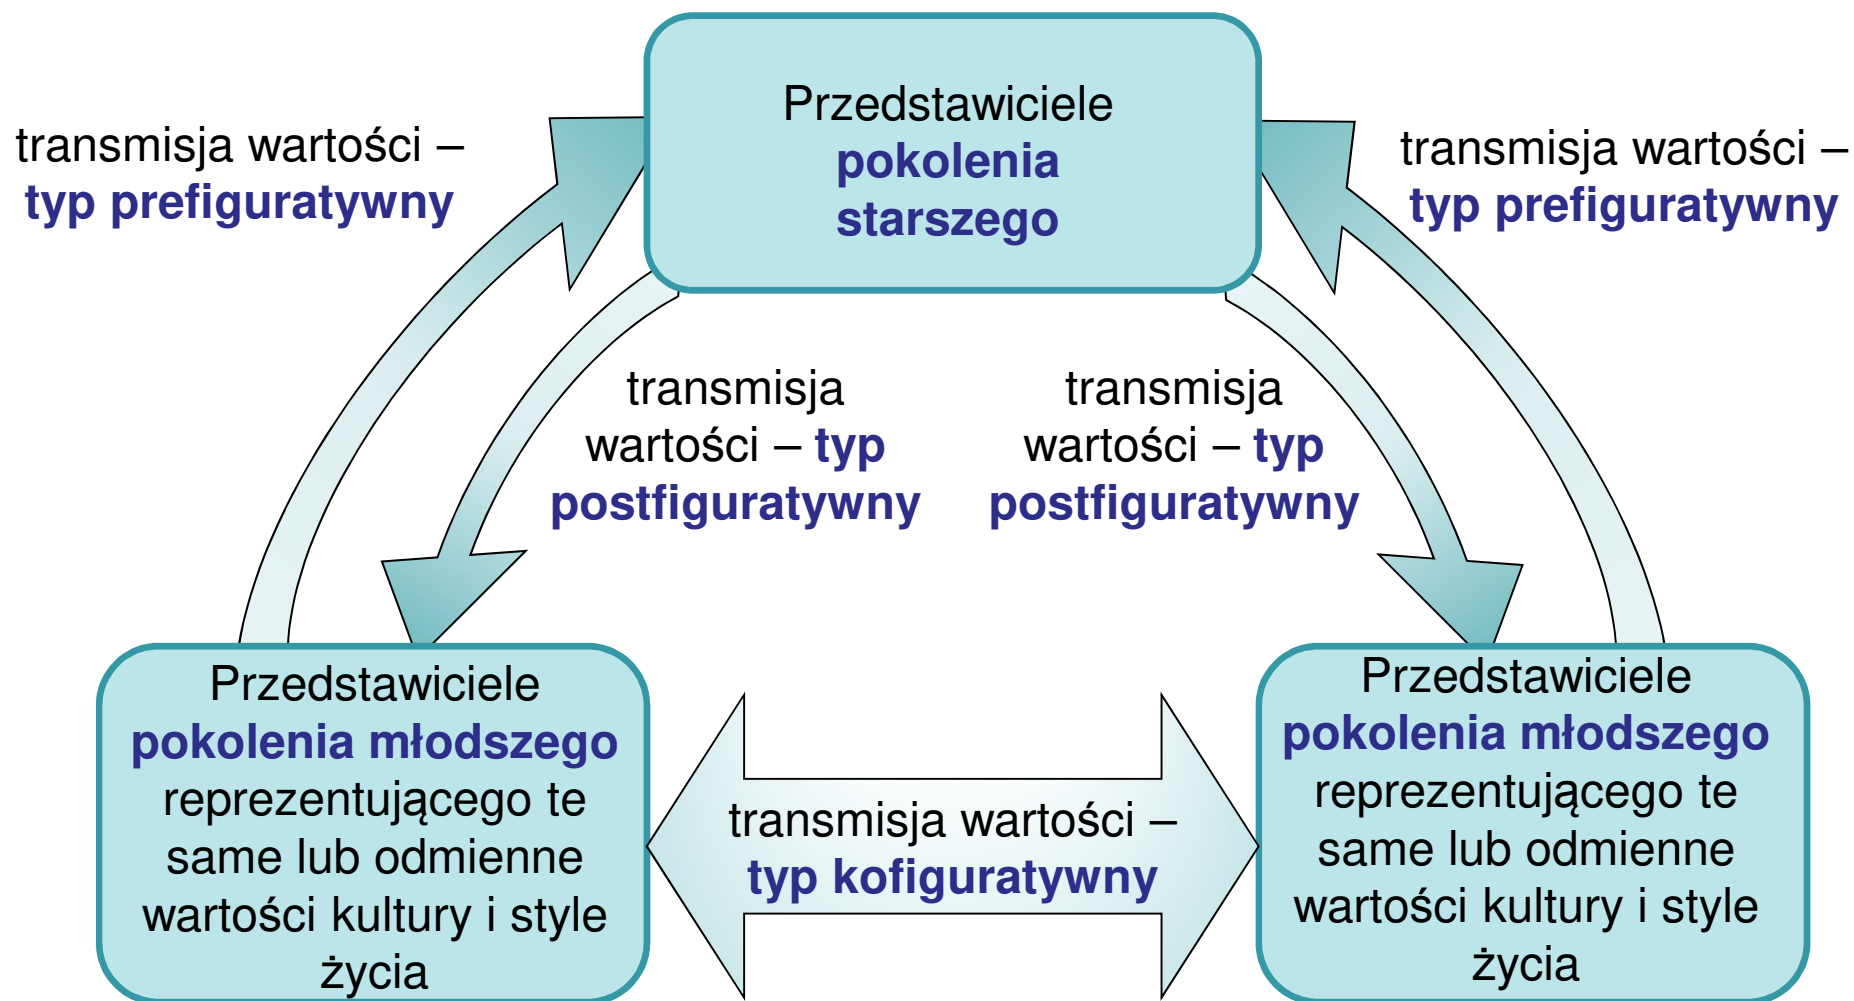 Przedstawiciele
pokolenia
starszego
transmisja wartości –
typ prefiguratywny
transmisja wartości –
typ prefiguratywny
transmisja
wartości – typ
postfiguratywny
transmisja
wartości – typ
postfiguratywny
Przedstawiciele
pokolenia młodszego
reprezentującego te
same lub odmienne
wartości kultury i style
życia
transmisja wartości –
typ kofiguratywny
Przedstawiciele
pokolenia młodszego
reprezentującego te
same lub odmienne
wartości kultury i style
życia